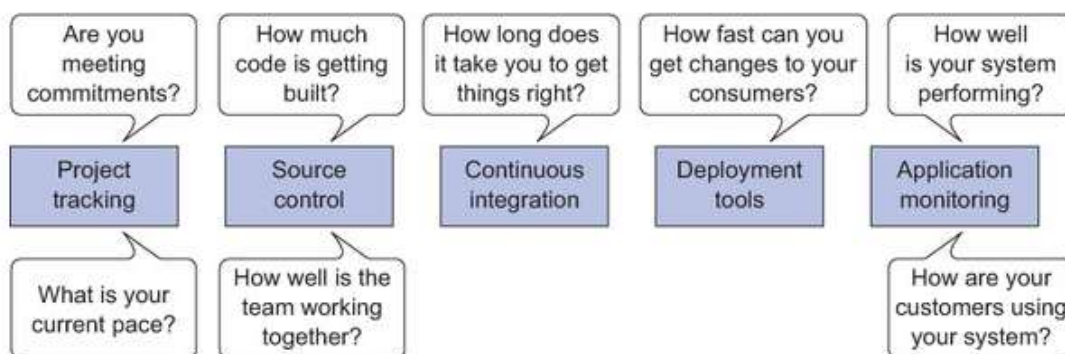 Are you
meeting
commitments?
How much
code is getting
built?
How long does
it take you to get
things right?
How fast can you
get changes to your
consumers?
How well
is your system
performing?
Project
tracking
Source
control
Continuous
integration
Deployment
tools
Application
monitoring
What is your
current pace?
How well is the
team working
together?
How are your
customers using
your system?